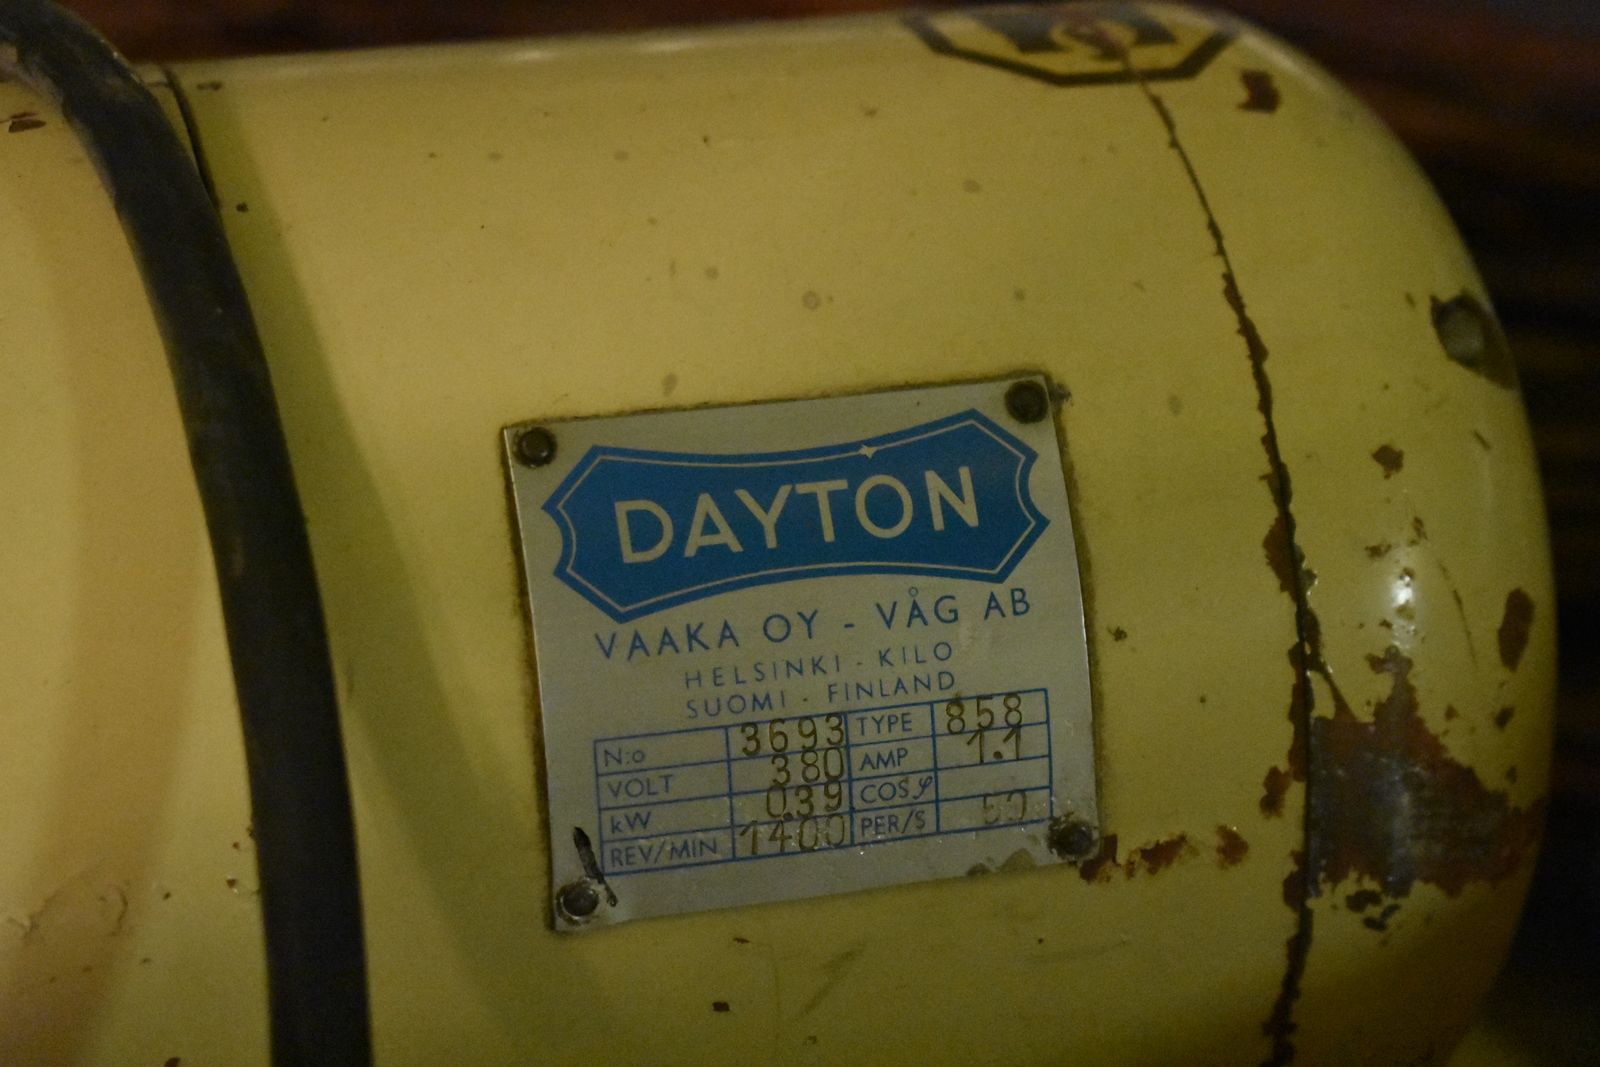 DAYTON
VAAKA OY - VÅG AB
HELSINKI - KILO
SUOMI - FINLAND
N:o 3693 TYPE 858
VOLT 380 AMP 1.1
kW 0.39 COS φ
REV/MIN 1400 PER/S 50